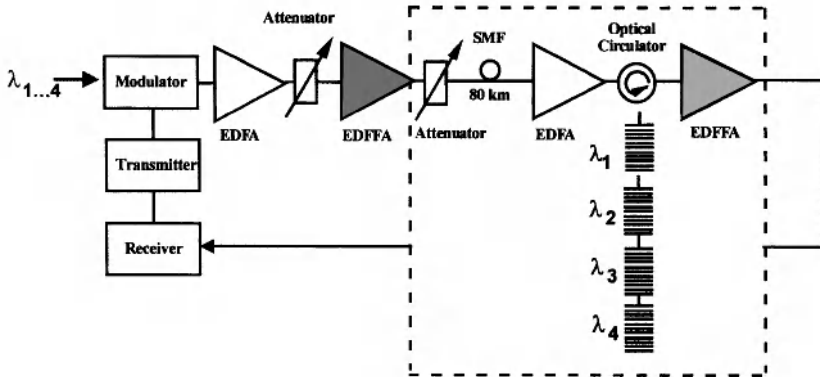 Attenuator
SMF
Optical
Circulator
λ1...4
Modulator
80 km
EDFA
EDFFA
Attenuator
EDFA
EDFFA
Transmitter
λ1
λ2
Receiver
λ3
λ4